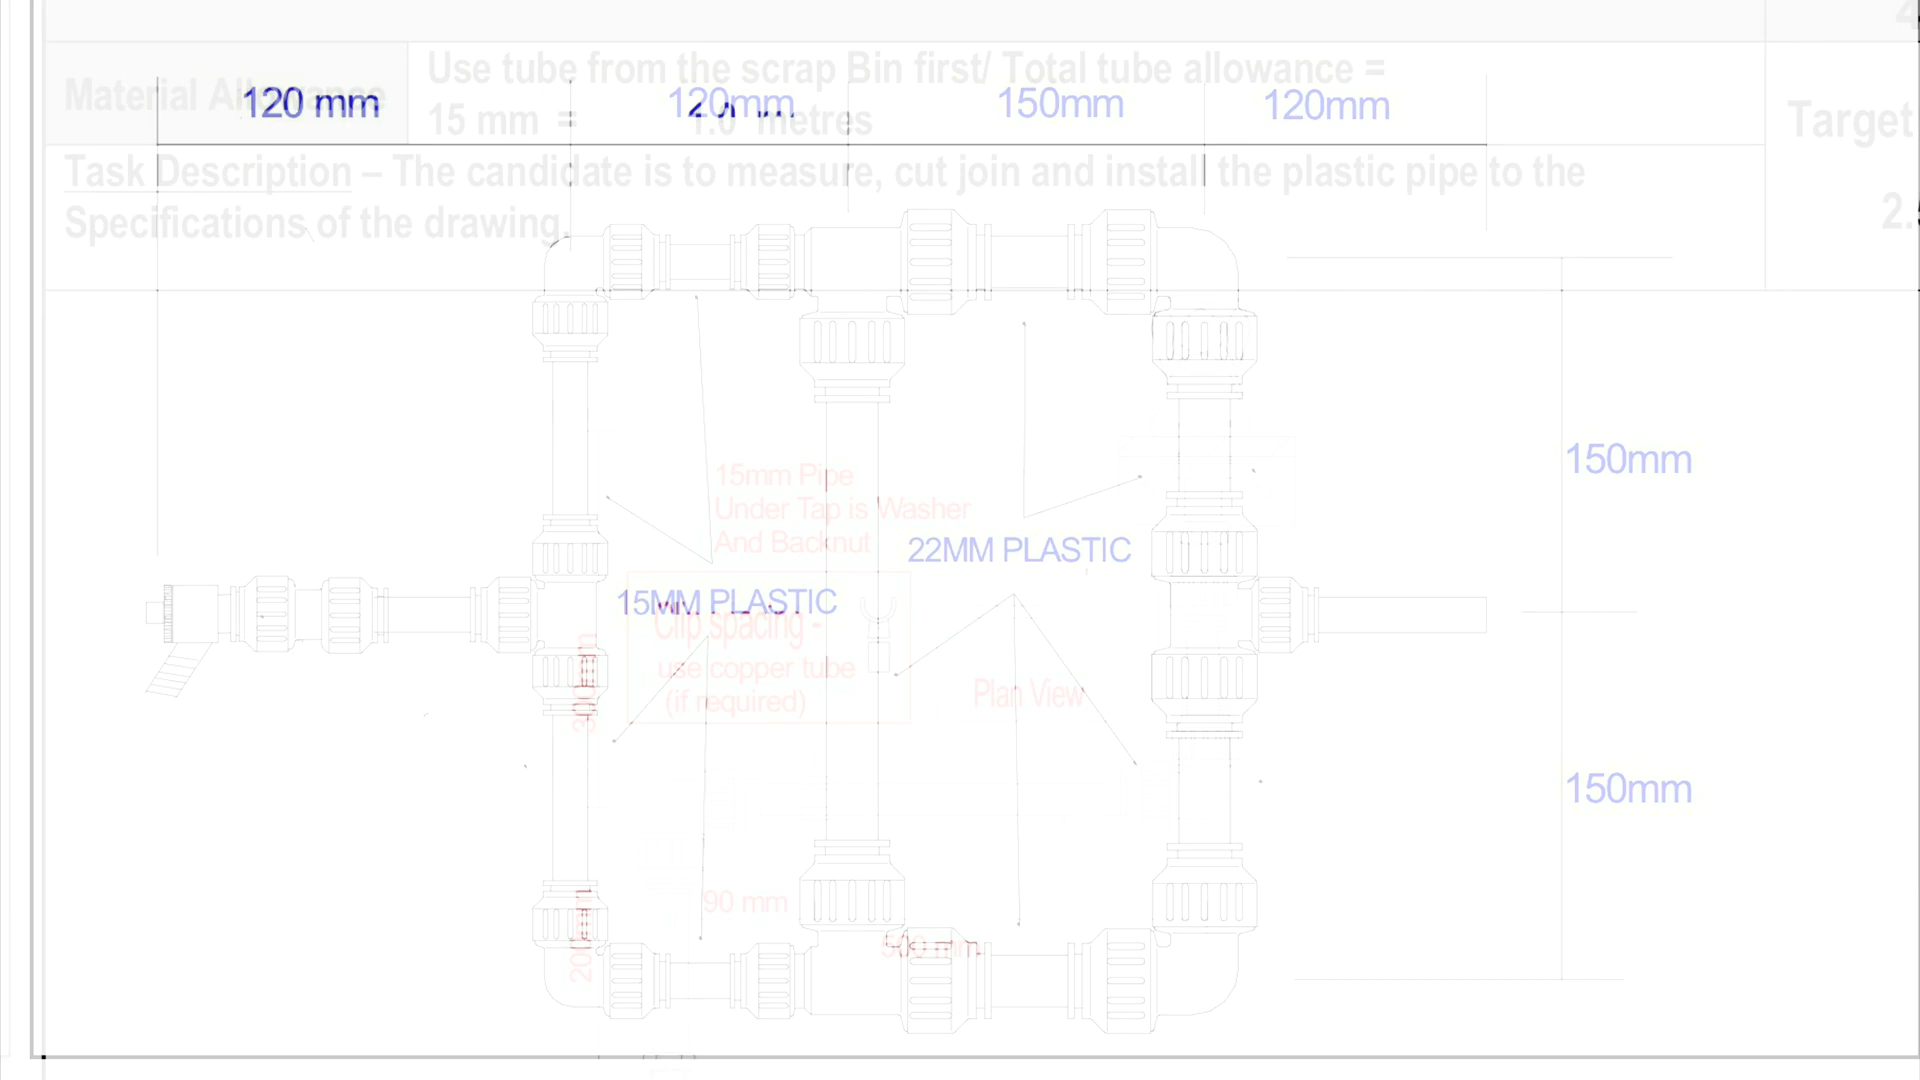 Material Allowance
Use tube from the scrap Bin first/ Total tube allowance =
15 mm = 1.0 metres
Target
120 mm
120mm
150mm
120mm
Task Description – The candidate is to measure, cut join and install the plastic pipe to the
Specifications of the drawing.
150mm
15mm Pipe
Under Tap is Washer
And Backnut
22MM PLASTIC
15MM PLASTIC
Clip spacing -
use copper tube
(if required)
Plan View
150mm
90 mm
500 mm